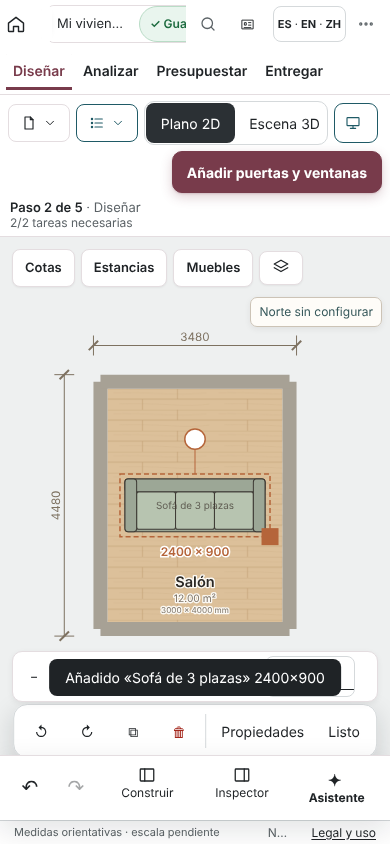 Mi vivien... ✓ Gua ES · EN · ZH
Diseñar Analizar Presupuestar Entregar
Plano 2D Escena 3D
Añadir puertas y ventanas
Paso 2 de 5 · Diseñar
2/2 tareas necesarias
Cotas Estancias Muebles
Norte sin configurar
3480
4480
Sofá de 3 plazas
2400 × 900
Salón
12.00 m²
3000 × 4000 mm
− Añadido «Sofá de 3 plazas» 2400×900
Propiedades Listo
Construir Inspector Asistente
Medidas orientativas · escala pendiente N... Legal y uso